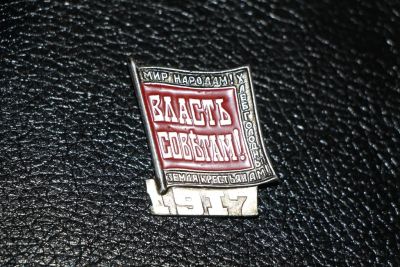 МИР НАРОДАМ!
ХЛЕБ ГОЛОДНЫМ
ВЛАСТЬ
СОВЕТАМ!
ЗЕМЛЯ КРЕСТЬЯНАМ
1917